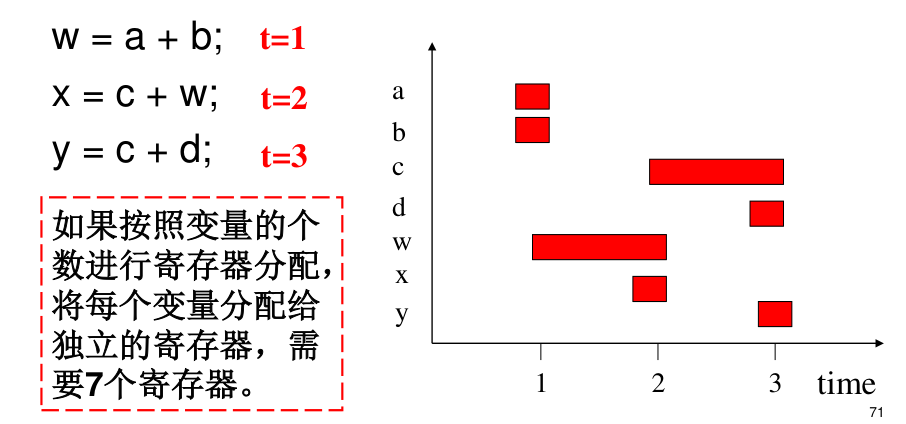 w = a + b; t=1
x = c + w; t=2
y = c + d; t=3
如果按照变量的个
数进行寄存器分配，
将每个变量分配给
独立的寄存器，需
要7个寄存器。
a
b
c
d
w
x
y
1 2 3 time
71